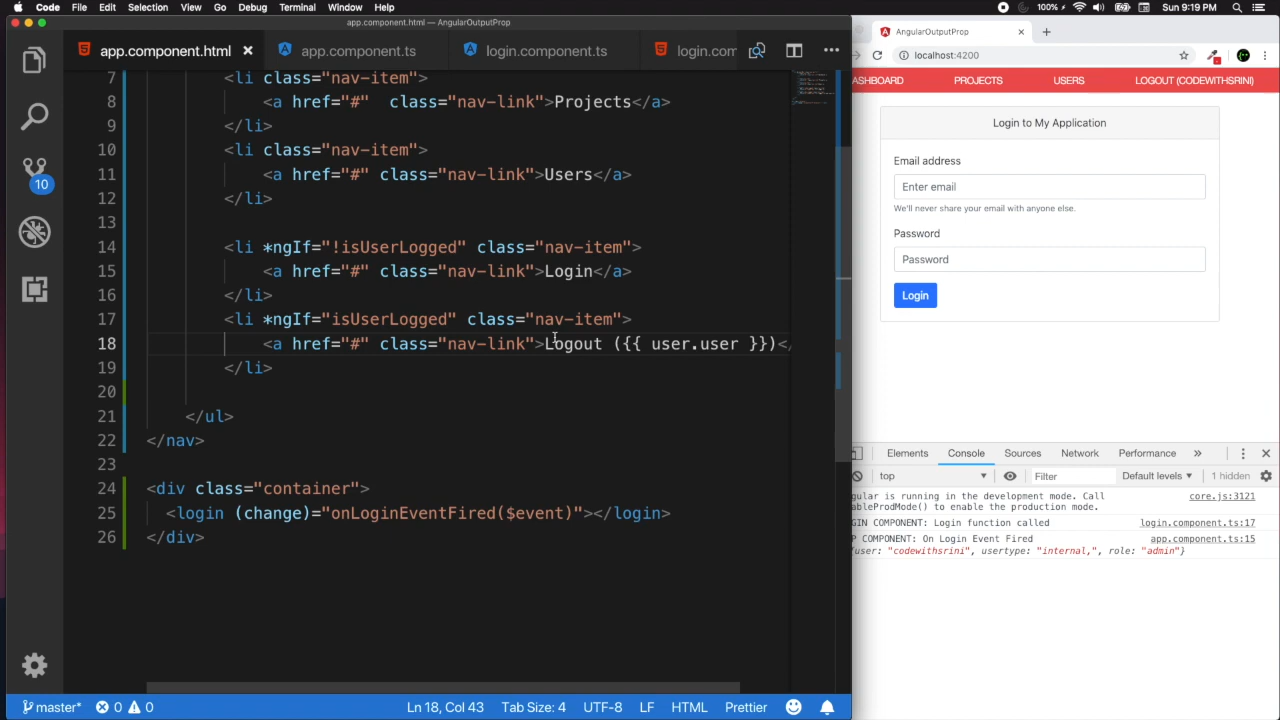 Code File Edit Selection View Go Debug Terminal Window Help 100% Sun 9:19 PM
app.component.html — AngularOutputProp
app.component.html app.component.ts login.component.ts login.com
7 <li class="nav-item">
8 <a href="#" class="nav-link">Projects</a>
9 </li>
10 <li class="nav-item">
11 <a href="#" class="nav-link">Users</a>
12 </li>
13
14 <li *ngIf="!isUserLogged" class="nav-item">
15 <a href="#" class="nav-link">Login</a>
16 </li>
17 <li *ngIf="isUserLogged" class="nav-item">
18 <a href="#" class="nav-link">Logout ({{ user.user }})</
19 </li>
20
21 </ul>
22 </nav>
23
24 <div class="container">
25 <login (change)="onLoginEventFired($event)"></login>
26 </div>
10
master* 0 0 Ln 18, Col 43 Tab Size: 4 UTF-8 LF HTML Prettier
AngularOutputProp
localhost:4200
ASHBOARD PROJECTS USERS LOGOUT (CODEWITHSRINI)
Login to My Application
Email address
Enter email
We'll never share your email with anyone else.
Password
Password
Login
Elements Console Sources Network Performance »
top Filter Default levels 1 hidden
gular is running in the development mode. Call core.js:3121
ableProdMode() to enable the production mode.
GIN COMPONENT: Login function called login.component.ts:17
P COMPONENT: On Login Event Fired app.component.ts:15
{user: "codewithsrini", usertype: "internal,", role: "admin"}